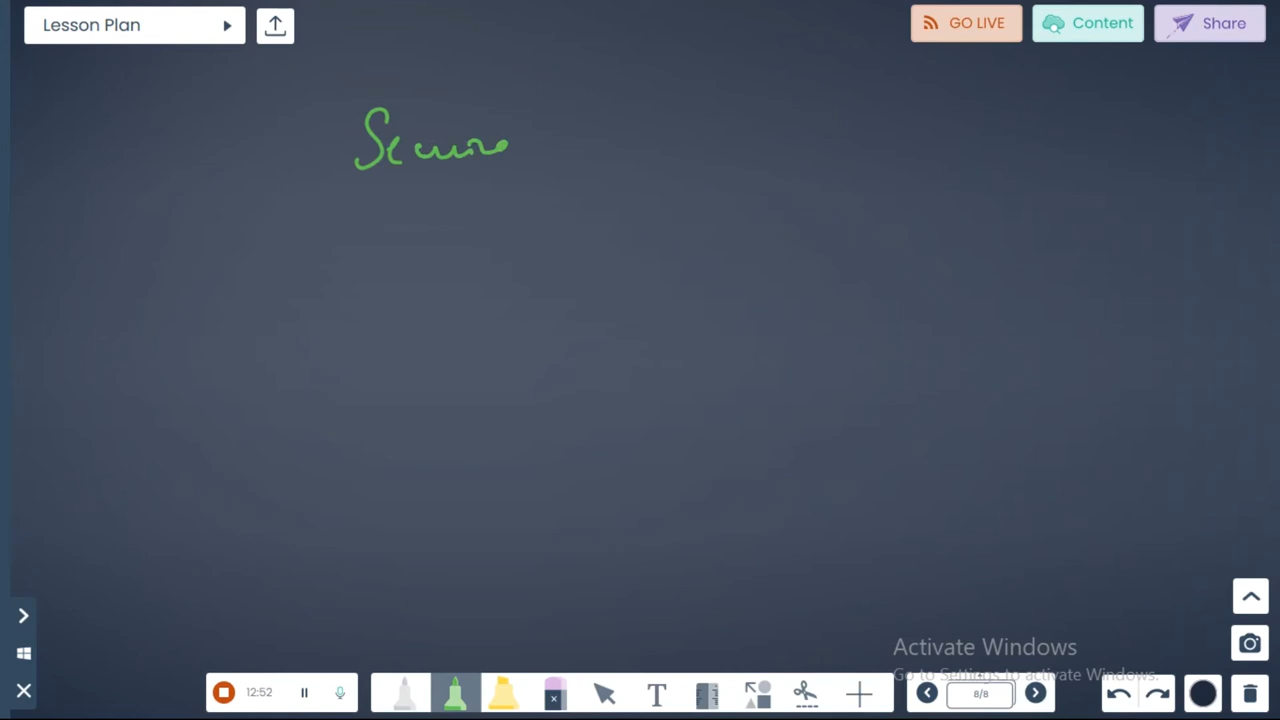 Lesson Plan
GO LIVE
Content
Share
Activate Windows
Go to Settings to activate Windows.
12:52
T
8/8